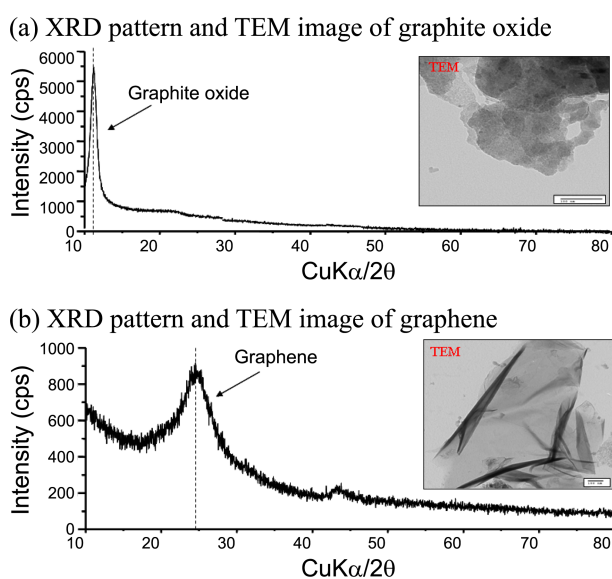 (a) XRD pattern and TEM image of graphite oxide
6000
5000
4000
3000
2000
1000
0
Intensity (cps)
Graphite oxide
TEM
10 20 30 40 50 60 70 80
CuKα/2θ
(b) XRD pattern and TEM image of graphene
1000
800
600
400
200
0
Intensity (cps)
Graphene
TEM
10 20 30 40 50 60 70 80
CuKα/2θ